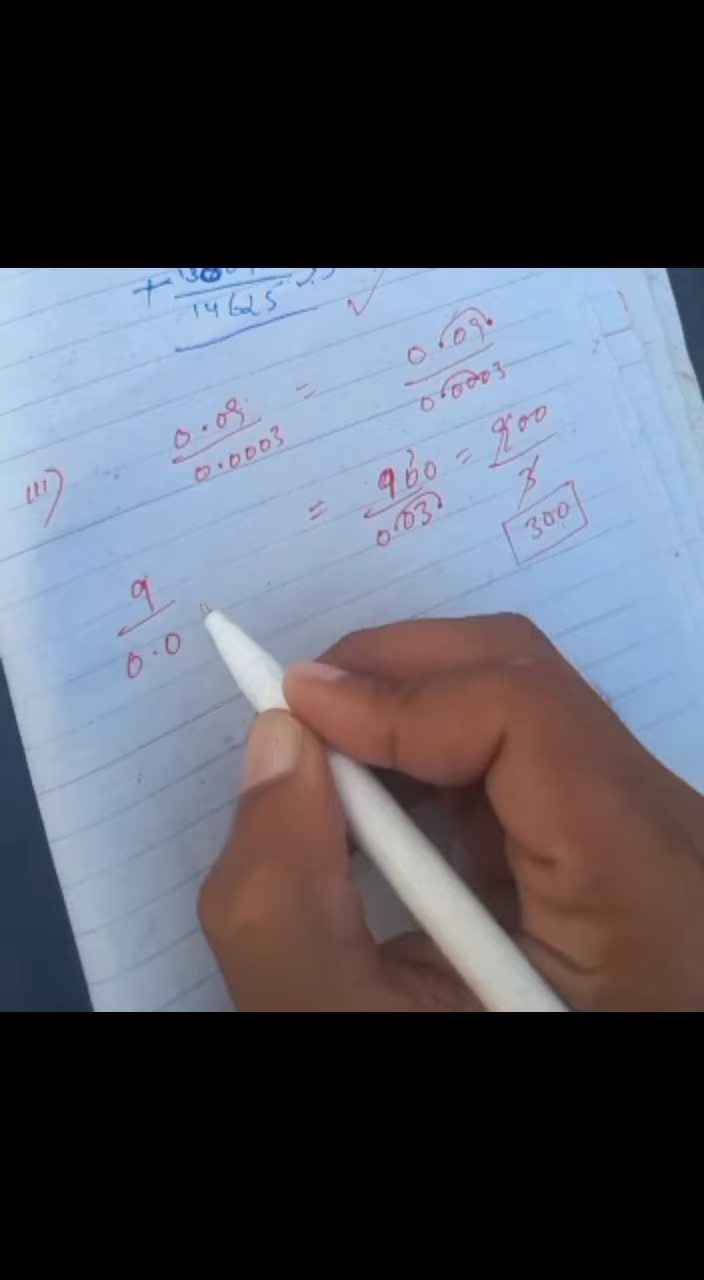 14625
III) 0.09 / 0.0003 = 0.09 / 0.0003
= 900 / 0.03 = 900 / 3
300
9 / 0.0